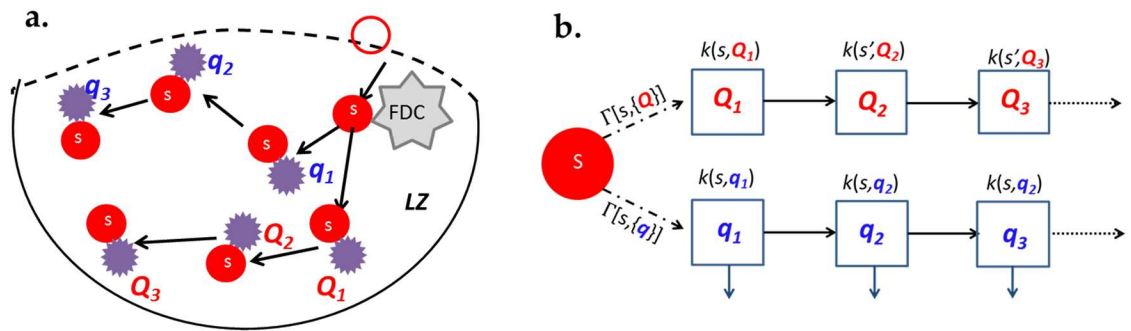 a.
q₃
q₂
s
s
s
FDC
s
q₁
LZ
s
s
s
Q₂
Q₃
Q₁
b.
k(s,Q₁)
k(s′,Q₂)
k(s′,Q₃)
Q₁
Q₂
Q₃
Γ[s,{Q}]
S
Γ[s,{q}]
k(s,q₁)
k(s,q₂)
k(s,q₂)
q₁
q₂
q₃